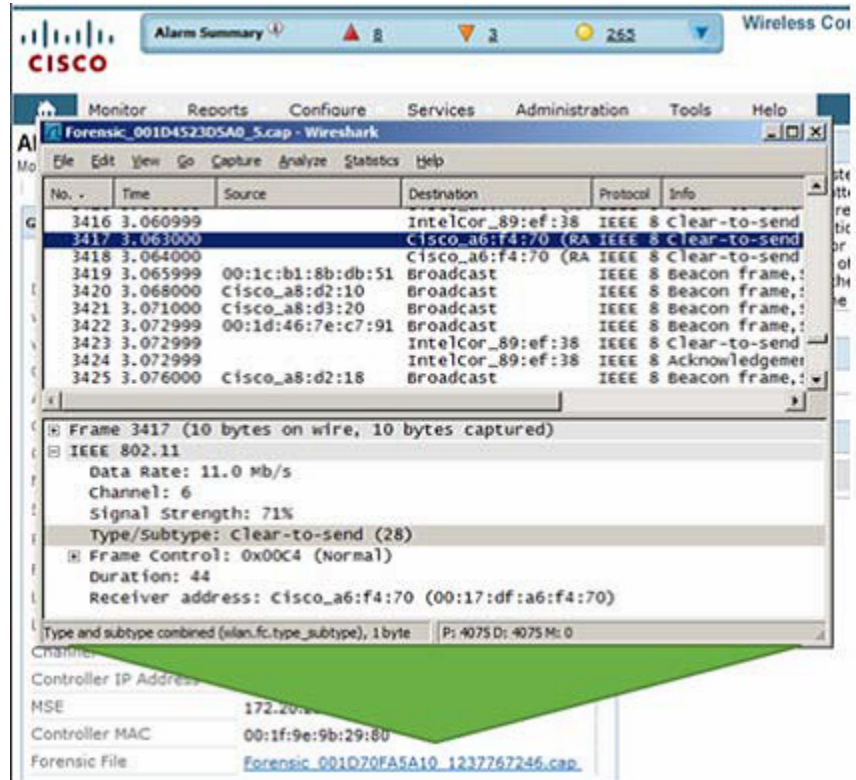 Alarm Summary 8 3 265 Wireless Co
CISCO
Monitor Reports Configure Services Administration Tools Help
Forensic_001D4523D5A0_5.cap - Wireshark
File Edit View Go Capture Analyze Statistics Help
No. - Time Source Destination Protocol Info
3416 3.060999 IntelCor_89:ef:38 IEEE 8 Clear-to-send
3417 3.063000 Cisco_a6:f4:70 (RA IEEE 8 Clear-to-send
3418 3.064000 Cisco_a6:f4:70 (RA IEEE 8 Clear-to-send
3419 3.065999 00:1c:b1:8b:db:51 Broadcast IEEE 8 Beacon frame,
3420 3.068000 Cisco_a8:d2:10 Broadcast IEEE 8 Beacon frame,
3421 3.071000 Cisco_a8:d3:20 Broadcast IEEE 8 Beacon frame,
3422 3.072999 00:1d:46:7e:c7:91 Broadcast IEEE 8 Beacon frame,
3423 3.072999 IntelCor_89:ef:38 IEEE 8 Clear-to-send
3424 3.072999 IntelCor_89:ef:38 IEEE 8 Acknowledgemen
3425 3.076000 Cisco_a8:d2:18 Broadcast IEEE 8 Beacon frame,
Frame 3417 (10 bytes on wire, 10 bytes captured)
IEEE 802.11
Data Rate: 11.0 Mb/s
Channel: 6
Signal Strength: 71%
Type/Subtype: Clear-to-send (28)
Frame Control: 0x00C4 (Normal)
Duration: 44
Receiver address: Cisco_a6:f4:70 (00:17:df:a6:f4:70)
Type and subtype combined (wlan.fc.type_subtype), 1 byte P: 4075 D: 4075 M: 0
Channel
Controller IP Address
MSE 172.20.
Controller MAC 00:1f:9e:9b:29:80
Forensic File Forensic_001D70FA5A10_1237767246.cap